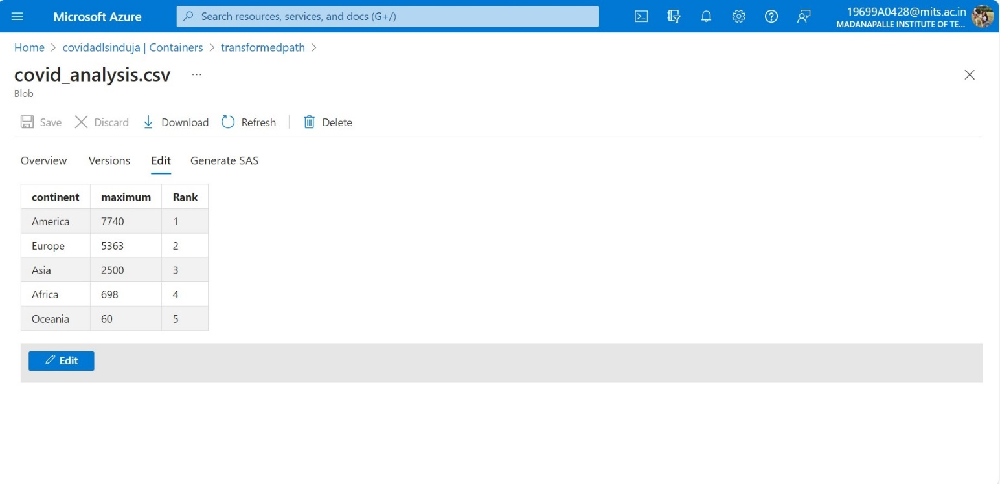 Microsoft Azure
Search resources, services, and docs (G+/)
19699A0428@mits.ac.in
MADANAPALLE INSTITUTE OF TE...
Home > covidadlsinduja | Containers > transformedpath >
covid_analysis.csv ...
Blob
Save Discard Download Refresh Delete
Overview Versions Edit Generate SAS
continent maximum Rank
America 7740 1
Europe 5363 2
Asia 2500 3
Africa 698 4
Oceania 60 5
Edit